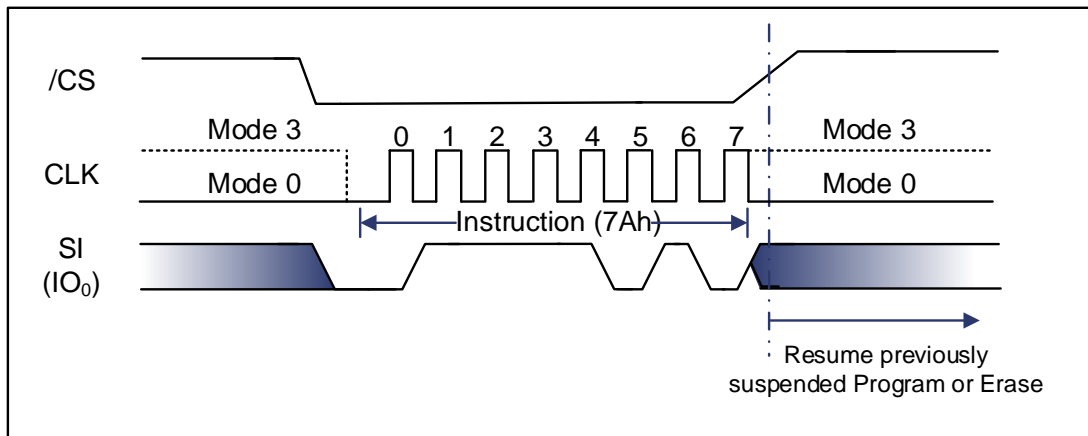 /CS
Mode 3
0 1 2 3 4 5 6 7
Mode 3
CLK
Mode 0
Mode 0
Instruction (7Ah)
SI
(IO₀)
Resume previously
suspended Program or Erase